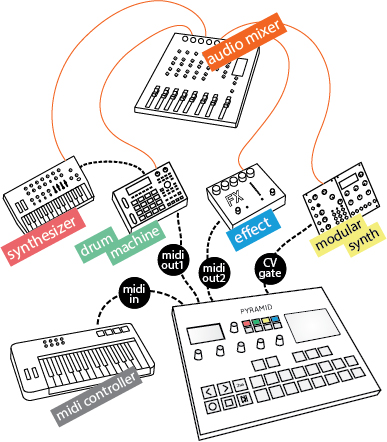 audio mixer
synthesizer
drum
machine
FX
effect
modular
synth
midi
out1
midi
out2
CV
gate
midi
in
PYRAMID
midi controller